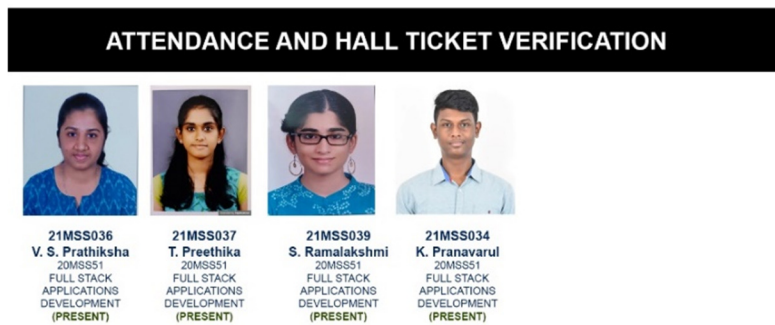 ATTENDANCE AND HALL TICKET VERIFICATION
21MSS036
V. S. Prathiksha
20MSS51
FULL STACK
APPLICATIONS
DEVELOPMENT
(PRESENT)
21MSS037
T. Preethika
20MSS51
FULL STACK
APPLICATIONS
DEVELOPMENT
(PRESENT)
21MSS039
S. Ramalakshmi
20MSS51
FULL STACK
APPLICATIONS
DEVELOPMENT
(PRESENT)
21MSS034
K. Pranavarul
20MSS51
FULL STACK
APPLICATIONS
DEVELOPMENT
(PRESENT)